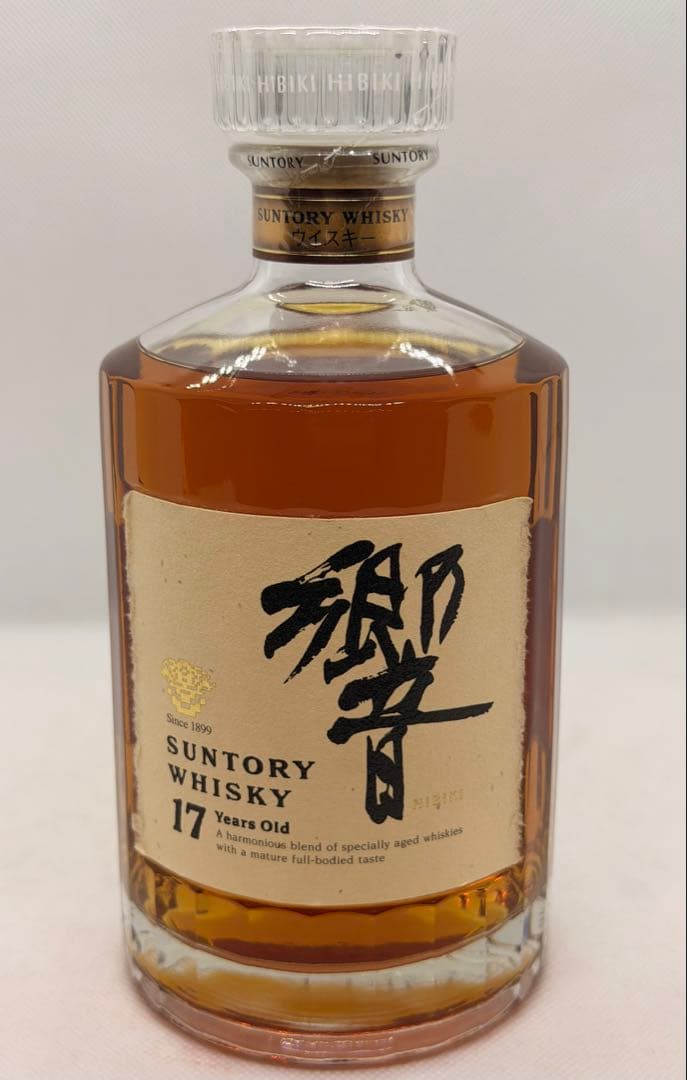 HIBIKI HIBIKI
SUNTORY SUNTORY
SUNTORY WHISKY
ウイスキー
響
Since 1899
SUNTORY
WHISKY
HIBIKI
17 Years Old
A harmonious blend of specially aged whiskies
with a mature full-bodied taste